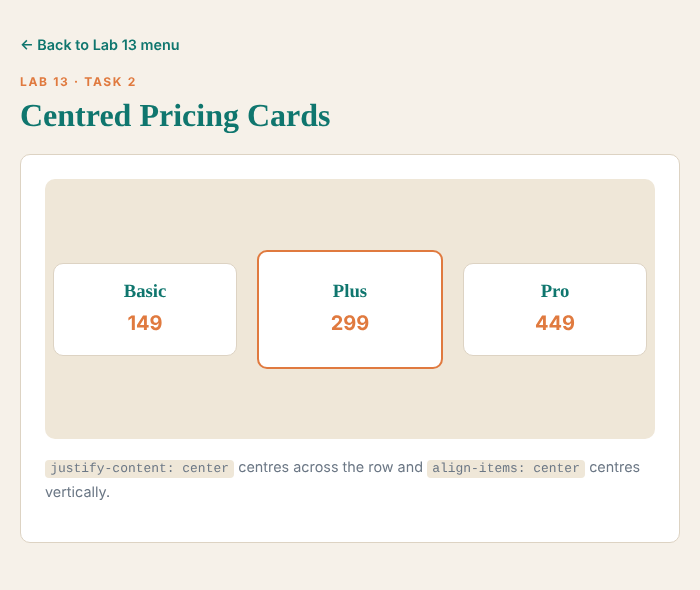 ← Back to Lab 13 menu
LAB 13 · TASK 2
Centred Pricing Cards
Basic
149
Plus
299
Pro
449
justify-content: center centres across the row and align-items: center centres
vertically.